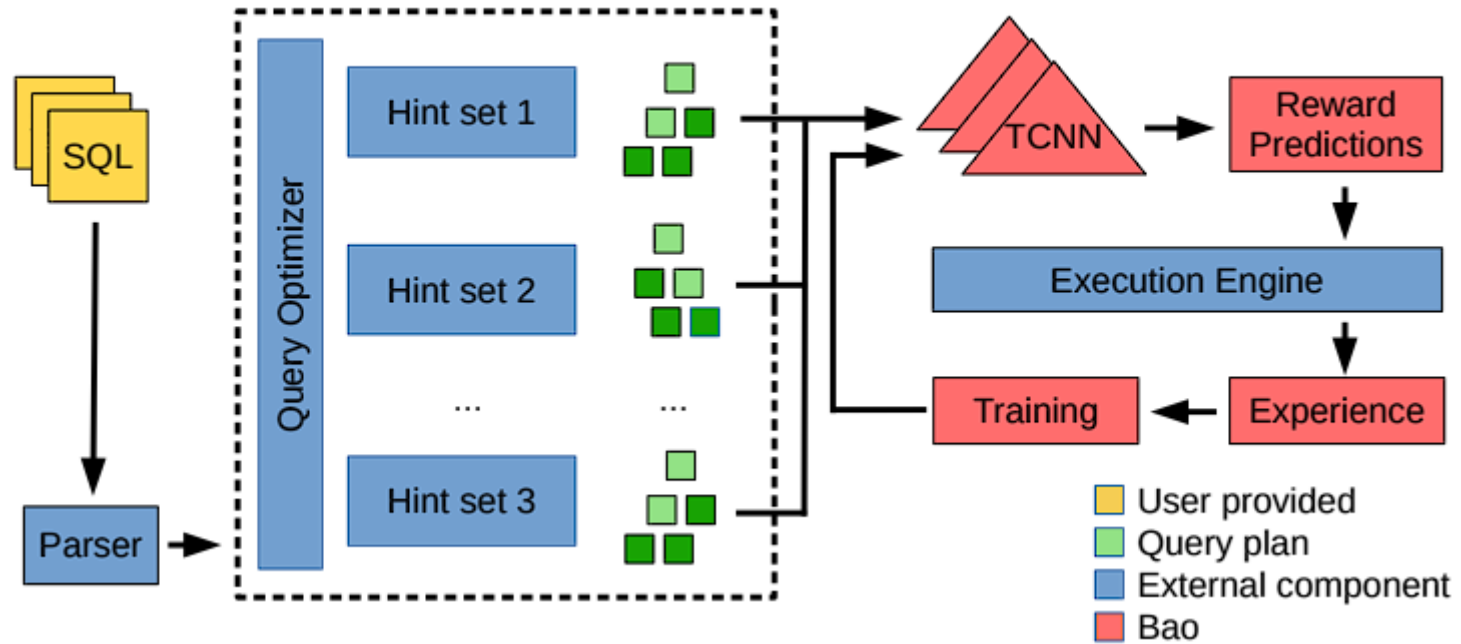 SQL
Parser
Query Optimizer
Hint set 1
Hint set 2
...
...
Hint set 3
TCNN
Reward
Predictions
Execution Engine
Training
Experience
User provided
Query plan
External component
Bao